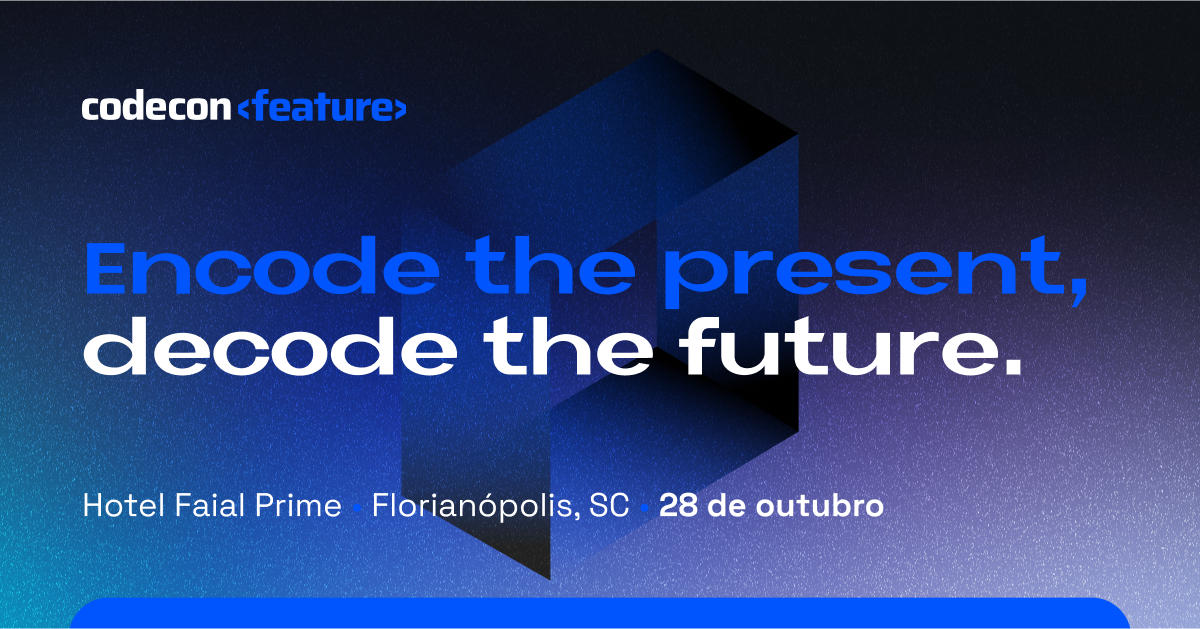 codecon <feature>
Encode the present,
decode the future.
Hotel Faial Prime • Florianópolis, SC • 28 de outubro